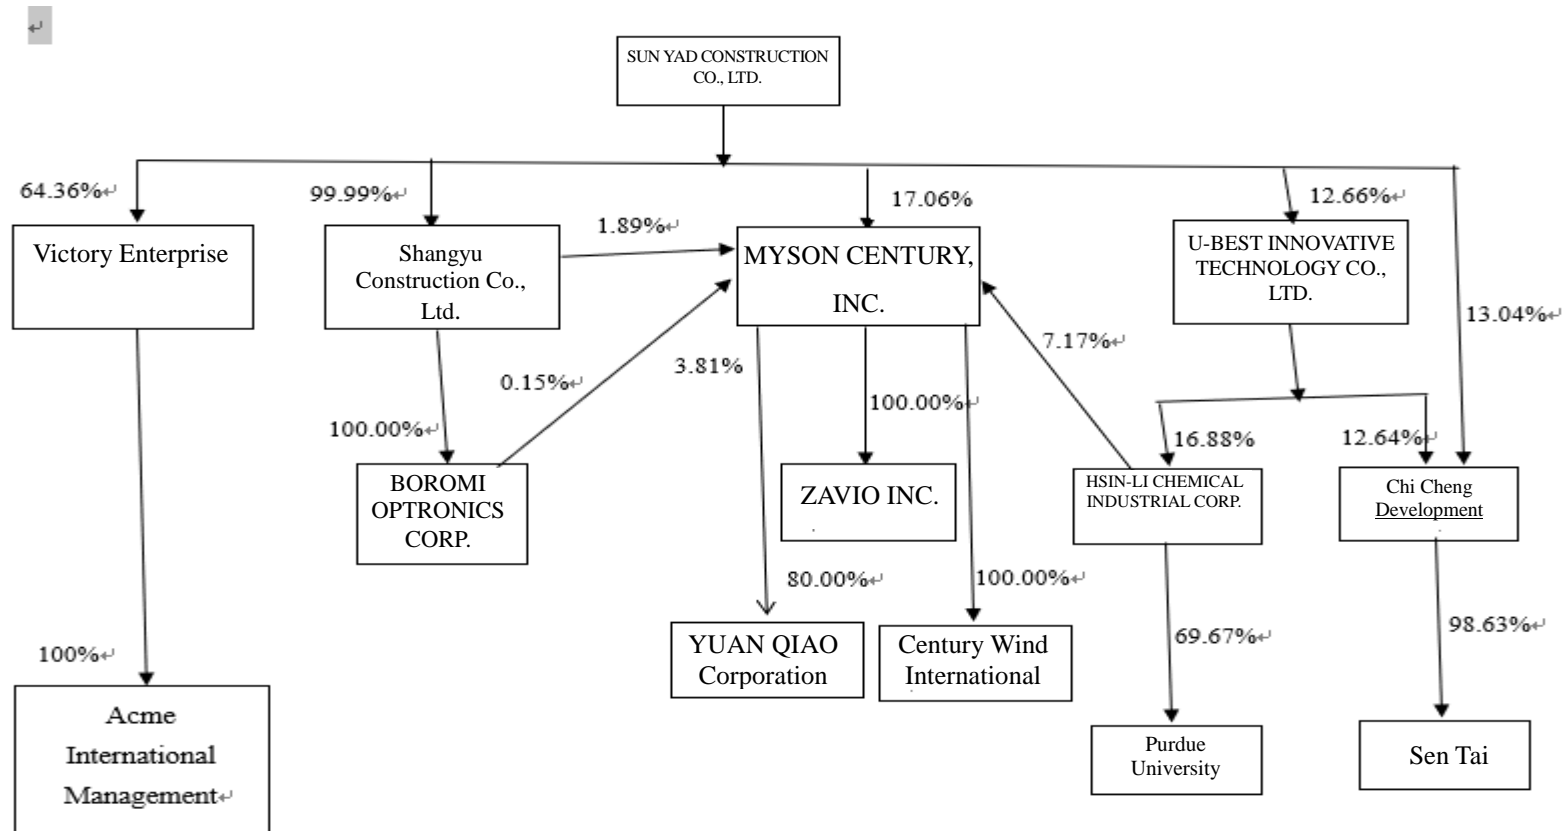 SUN YAD CONSTRUCTION
CO., LTD.
64.36%
99.99%
1.89%
17.06%
12.66%
Victory Enterprise
Shangyu
Construction Co.,
Ltd.
MYSON CENTURY,
INC.
U-BEST INNOVATIVE
TECHNOLOGY CO.,
LTD.
13.04%
0.15%
3.81%
7.17%
100.00%
100.00%
16.88%
12.64%
BOROMI
OPTRONICS
CORP.
ZAVIO INC.
HSIN-LI CHEMICAL
INDUSTRIAL CORP.
Chi Cheng
Development
80.00%
100.00%
69.67%
98.63%
100%
YUAN QIAO
Corporation
Century Wind
International
Acme
International
Management
Purdue
University
Sen Tai